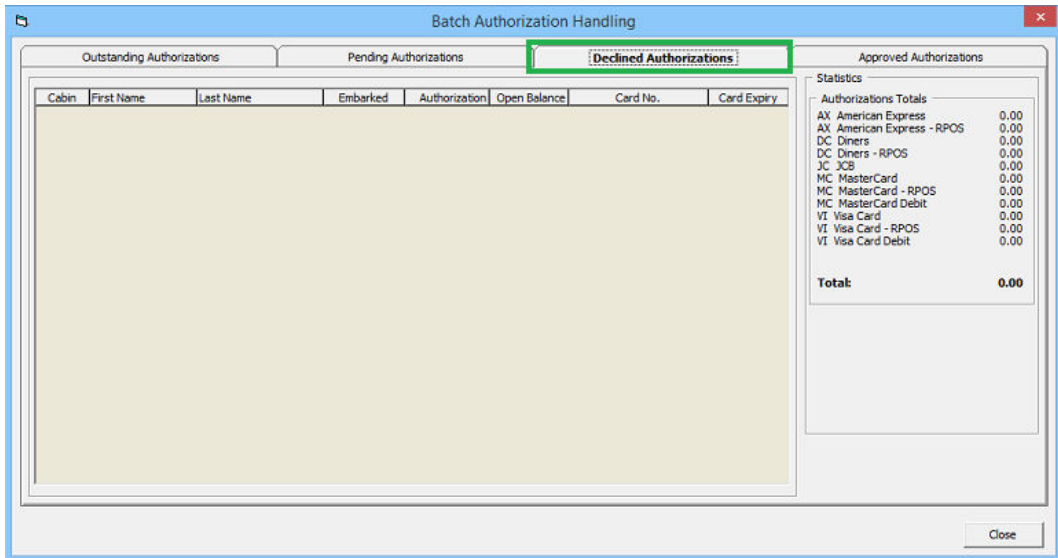 Batch Authorization Handling
Outstanding Authorizations Pending Authorizations Declined Authorizations Approved Authorizations
Statistics
Cabin First Name Last Name Embarked Authorization Open Balance Card No. Card Expiry
Authorizations Totals
AX American Express 0.00
AX American Express - RPOS 0.00
DC Diners 0.00
DC Diners - RPOS 0.00
JC JCB 0.00
MC MasterCard 0.00
MC MasterCard - RPOS 0.00
MC MasterCard Debit 0.00
VI Visa Card 0.00
VI Visa Card - RPOS 0.00
VI Visa Card Debit 0.00
Total: 0.00
Close